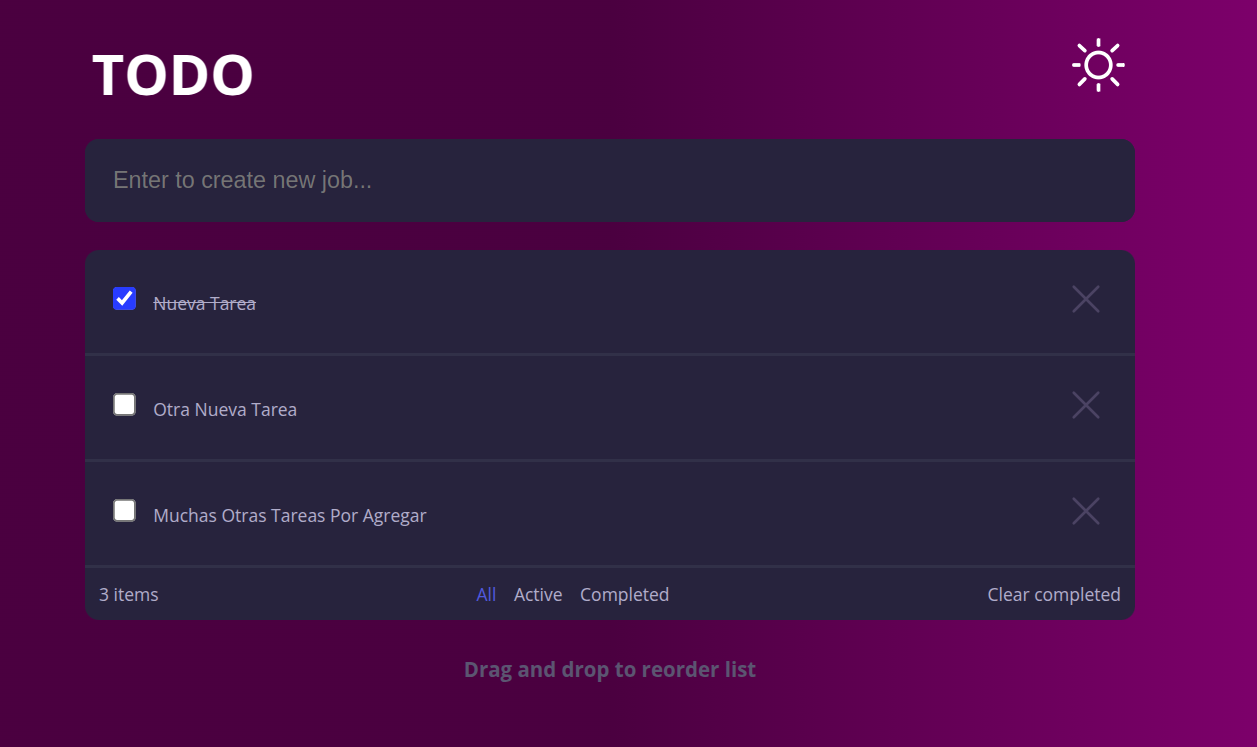 TODO
Enter to create new job...
Nueva Tarea
Otra Nueva Tarea
Muchas Otras Tareas Por Agregar
3 items All Active Completed Clear completed
Drag and drop to reorder list